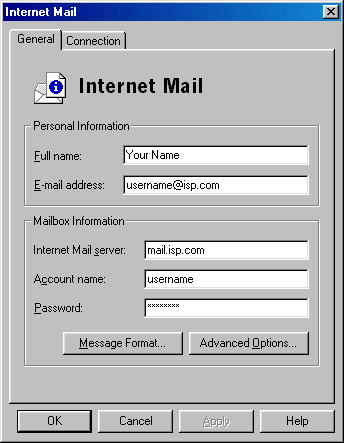 Internet Mail
General Connection
Internet Mail
Personal Information
Full name: Your Name
E-mail address: username@isp.com
Mailbox Information
Internet Mail server: mail.isp.com
Account name: username
Password: ********
Message Format... Advanced Options...
OK Cancel Apply Help